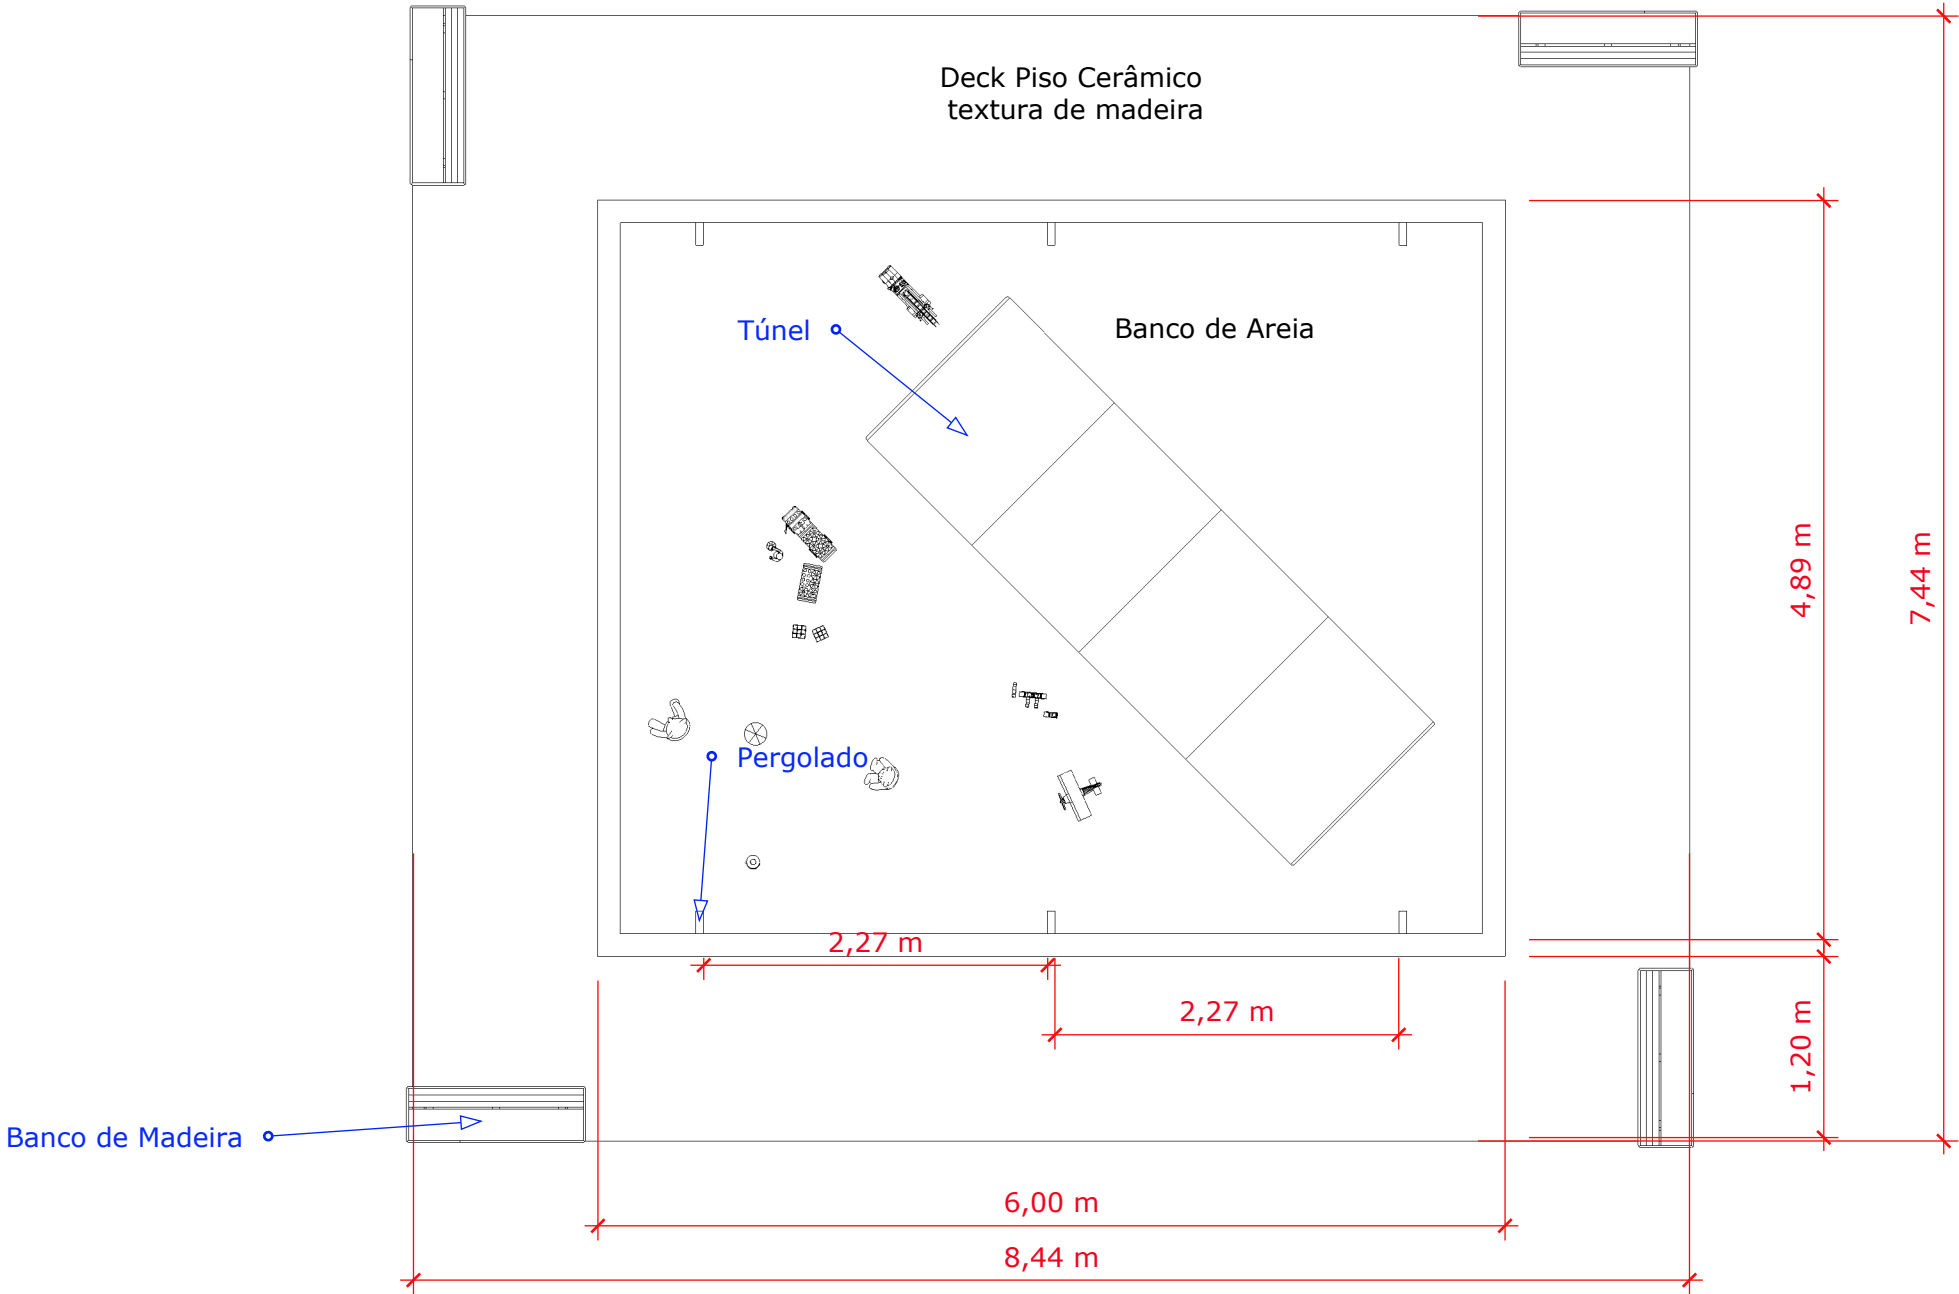 Deck Piso Cerâmico
textura de madeira
Túnel
Banco de Areia
4,89 m
7,44 m
Pergolado
2,27 m
2,27 m
1,20 m
Banco de Madeira
6,00 m
8,44 m